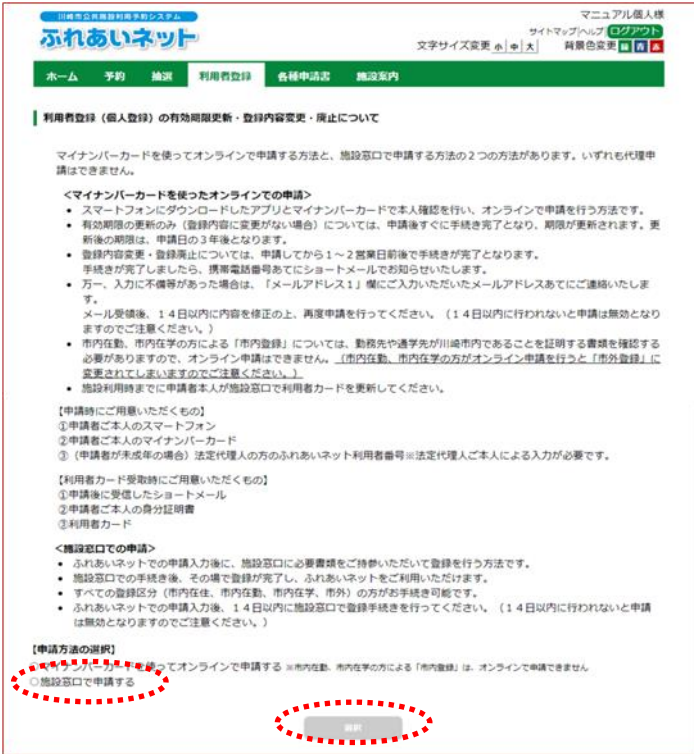 川崎市公共施設利用予約システム
ふれあいネット
マニュアル個人様
サイトマップ|ヘルプ|ログアウト
文字サイズ変更 小 中 大 背景色変更 緑 青 赤
ホーム 予約 抽選 利用者登録 各種申請書 施設案内
利用者登録（個人登録）の有効期限更新・登録内容変更・廃止について
マイナンバーカードを使ってオンラインで申請する方法と、施設窓口で申請する方法の２つの方法があります。いずれも代理申
請はできません。
＜マイナンバーカードを使ったオンラインでの申請＞
• スマートフォンにダウンロードしたアプリとマイナンバーカードで本人確認を行い、オンラインで申請を行う方法です。
• 有効期限の更新のみ（登録内容に変更がない場合）については、申請後すぐに手続き完了となり、期限が更新されます。更
新後の期限は、申請日の３年後となります。
• 登録内容変更・登録廃止については、申請してから１～２営業日前後で手続きが完了となります。
手続きが完了しましたら、携帯電話番号あてにショートメールでお知らせいたします。
• 万一、入力に不備等があった場合は、「メールアドレス１」欄にご入力いただいたメールアドレスあてにご連絡いたしま
す。
メール受領後、１４日以内に内容を修正の上、再度申請を行ってください。（１４日以内に行われないと申請は無効となり
ますのでご注意ください。）
• 市内在勤、市内在学の方による「市内登録」については、勤務先や通学先が川崎市内であることを証明する書類を確認する
必要がありますので、オンライン申請はできません。（市内在勤、市内在学の方がオンライン申請を行うと「市外登録」に
変更されてしまいますのでご注意ください。）
• 施設利用時までに申請者本人が施設窓口で利用者カードを更新してください。
【申請時にご用意いただくもの】
①申請者ご本人のスマートフォン
②申請者ご本人のマイナンバーカード
③（申請者が未成年の場合）法定代理人の方のふれあいネット利用者番号※法定代理人ご本人による入力が必要です。
【利用者カード受取時にご用意いただくもの】
①申請後に受信したショートメール
②申請者ご本人の身分証明書
③利用者カード
＜施設窓口での申請＞
• ふれあいネットでの申請入力後に、施設窓口に必要書類をご持参いただいて登録を行う方法です。
• 施設窓口での手続き後、その場で登録が完了し、ふれあいネットをご利用いただけます。
• すべての登録区分（市内在住、市内在勤、市内在学、市外）の方がお手続き可能です。
• ふれあいネットでの申請入力後、１４日以内に施設窓口で登録手続きを行ってください。（１４日以内に行われないと申請
は無効となりますのでご注意ください。）
【申請方法の選択】
○マイナンバーカードを使ってオンラインで申請する ※市内在勤、市内在学の方による「市内登録」は、オンラインで申請できません
○施設窓口で申請する
選択